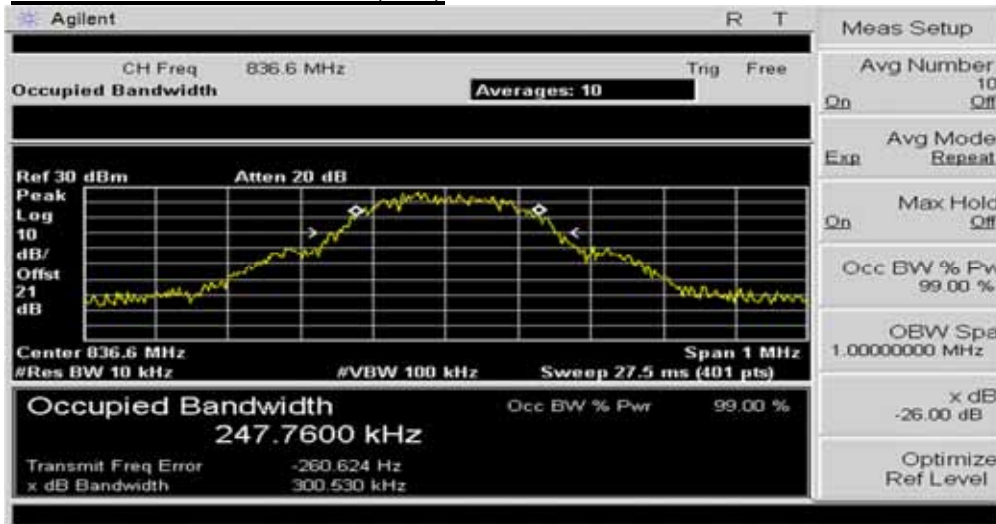 Agilent R T
CH Freq 836.6 MHz Trig Free
Occupied Bandwidth Averages: 10
Ref 30 dBm Atten 20 dB
Peak
Log
10
dB/
Offst
21
dB
Center 836.6 MHz Span 1 MHz
#Res BW 10 kHz #VBW 100 kHz Sweep 27.5 ms (401 pts)
Occupied Bandwidth Occ BW % Pwr 99.00 %
247.7600 kHz
Transmit Freq Error -260.624 Hz
x dB Bandwidth 300.530 kHz
Meas Setup
Avg Number
10
On Off
Avg Mode
Exp Repeat
Max Hold
On Off
Occ BW % Pw
99.00 %
OBW Spa
1.00000000 MHz
x dB
-26.00 dB
Optimize
Ref Level